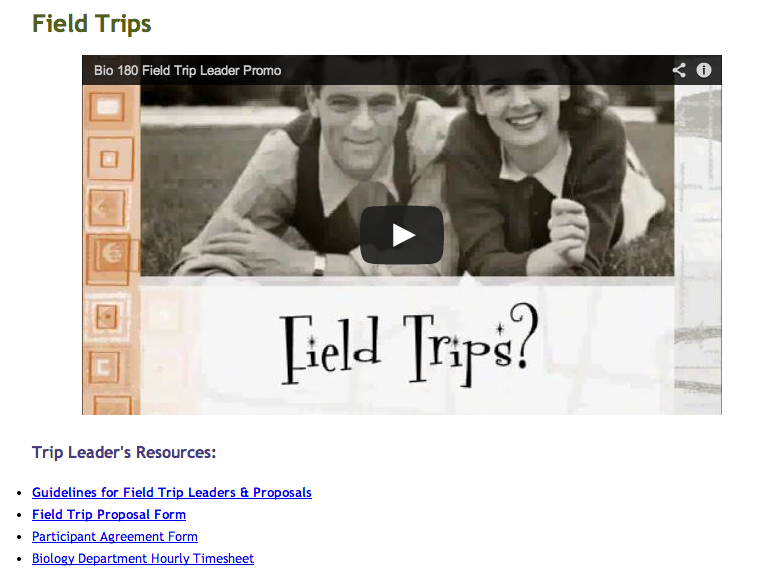 Field Trips
Bio 180 Field Trip Leader Promo
Field Trips?
Trip Leader's Resources:
Guidelines for Field Trip Leaders & Proposals
Field Trip Proposal Form
Participant Agreement Form
Biology Department Hourly Timesheet